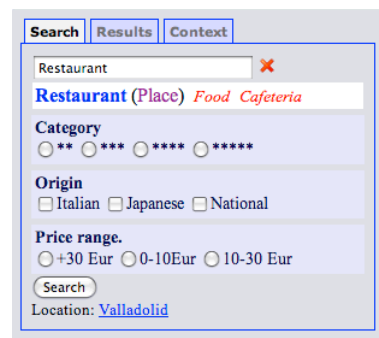 Search Results Context
Restaurant
Restaurant (Place) Food Cafeteria
Category
** *** **** *****
Origin
Italian Japanese National
Price range.
+30 Eur 0-10Eur 10-30 Eur
Search
Location: Valladolid